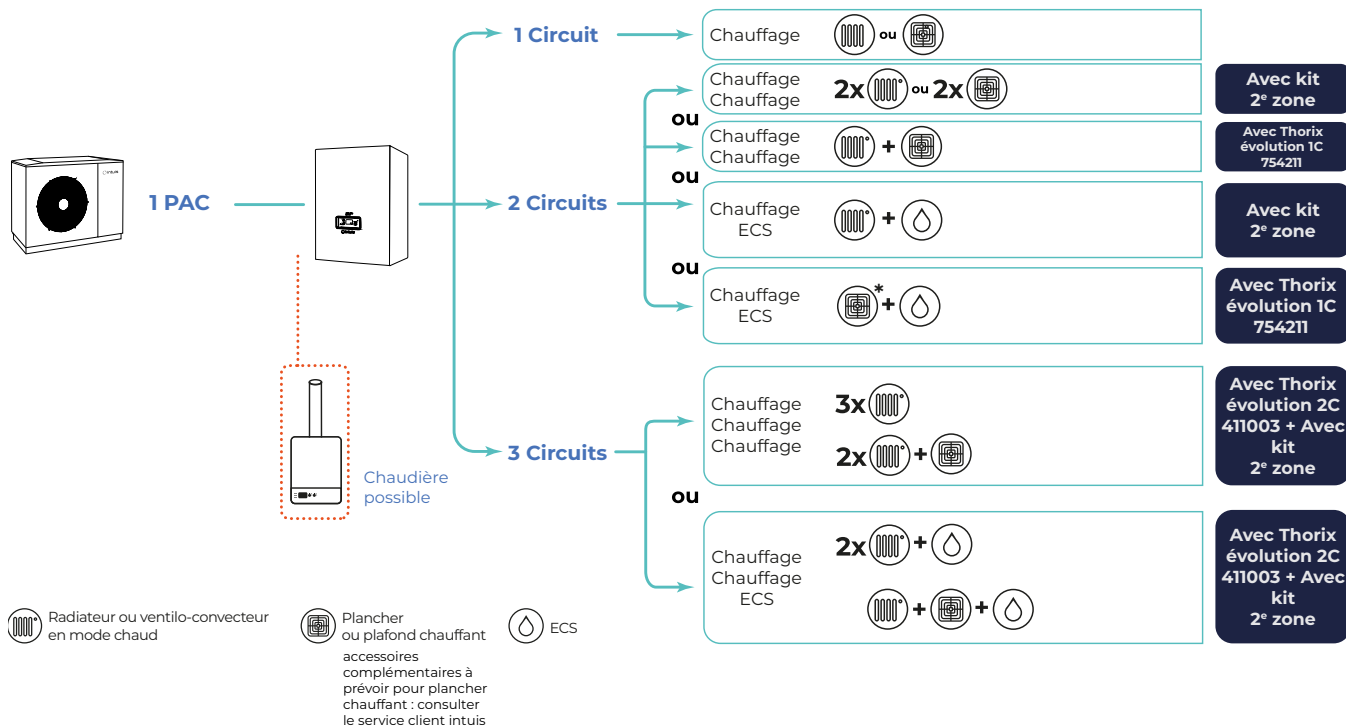 1 Circuit
Chauffage
ou
Chauffage
Chauffage
2x ou 2x
Avec kit
2e zone
ou
Chauffage
Chauffage
+
Avec Thorix
évolution 1C
754211
1 PAC
2 Circuits
ou
Chauffage
ECS
+
Avec kit
2e zone
ou
Chauffage
ECS
* +
Avec Thorix
évolution 1C
754211
3 Circuits
Chauffage
Chauffage
Chauffage
3x
2x +
Avec Thorix
évolution 2C
411003 + Avec
kit
2e zone
Chaudière
possible
ou
Chauffage
Chauffage
ECS
2x +
+ +
Avec Thorix
évolution 2C
411003 + Avec
kit
2e zone
Radiateur ou ventilo-convecteur
en mode chaud
Plancher
ou plafond chauffant
accessoires
complémentaires à
prévoir pour plancher
chauffant : consulter
le service client intuis
ECS